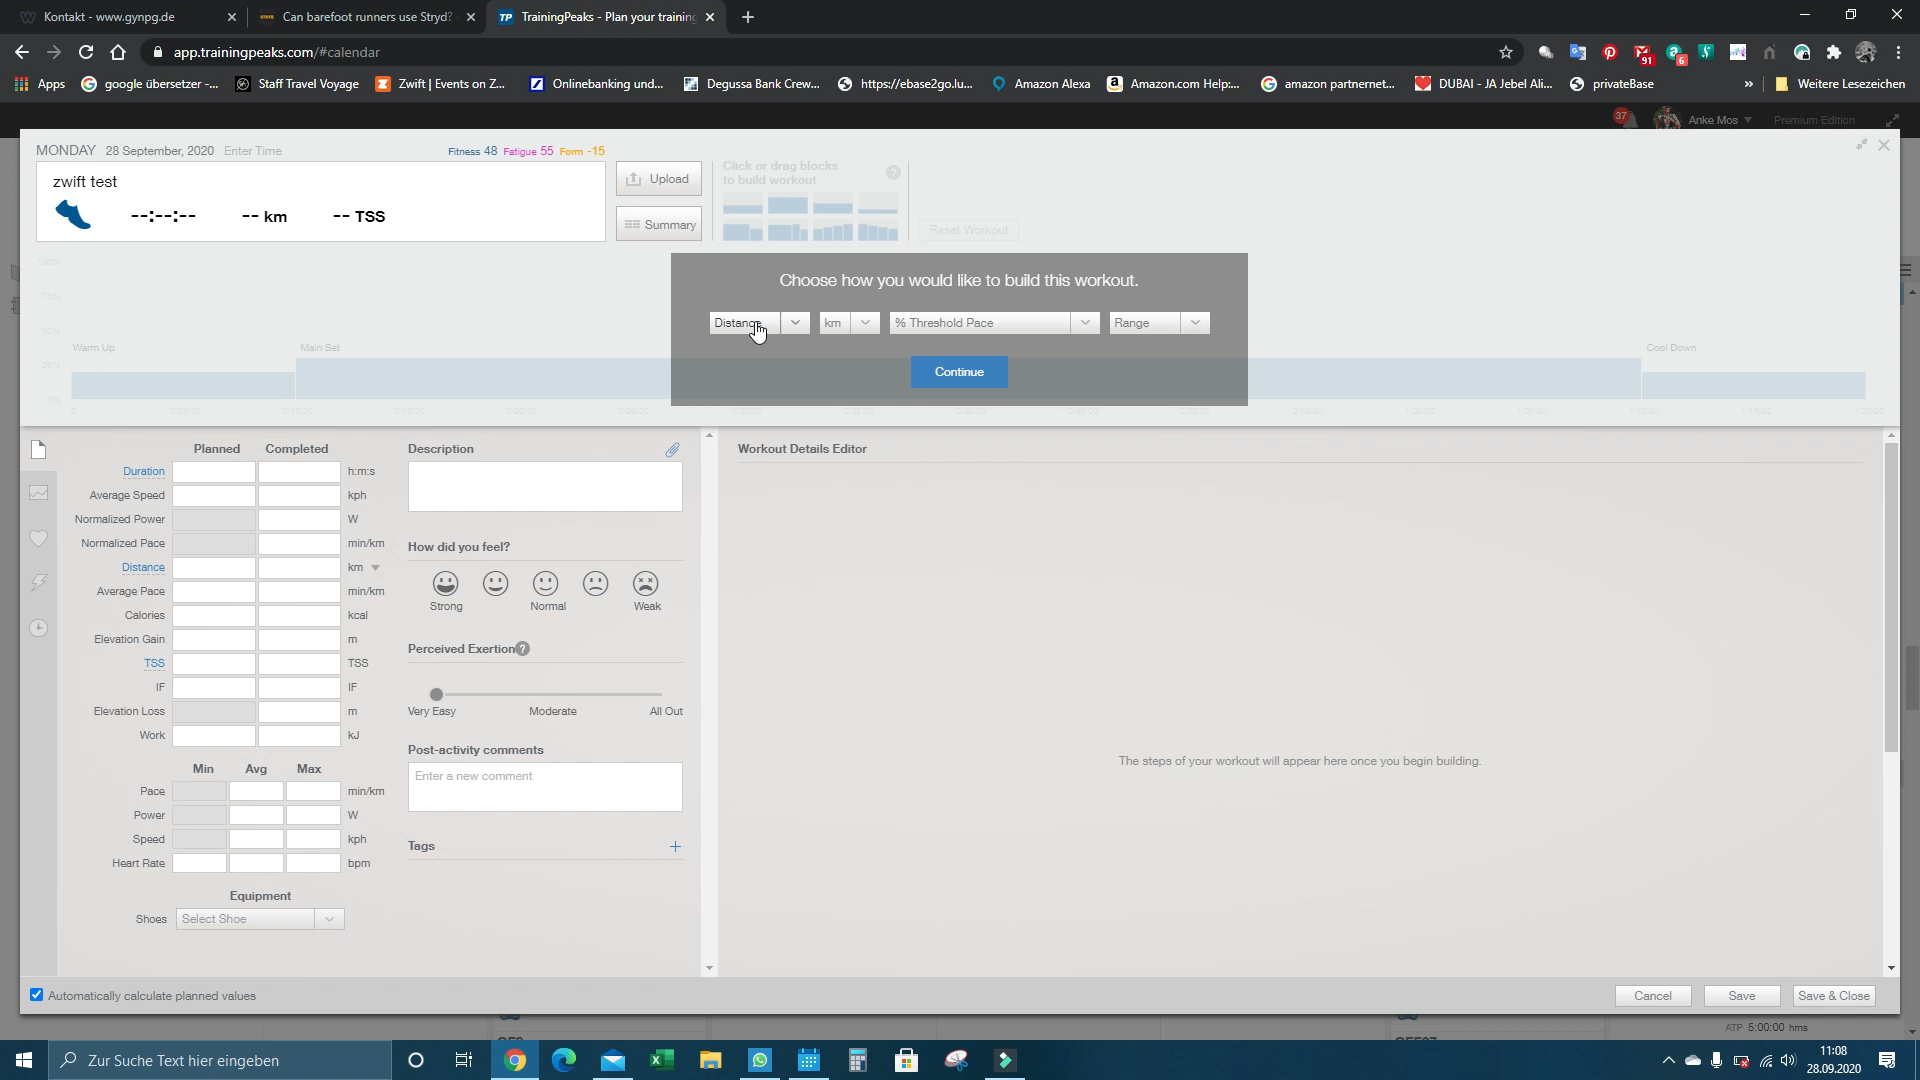 Kontakt - www.gynpg.de
Can barefoot runners use Stryd?
TrainingPeaks - Plan your training
app.trainingpeaks.com/#calendar
91
6
Apps
google übersetzer -...
Staff Travel Voyage
Zwift | Events on Z...
Onlinebanking und...
Degussa Bank Crew...
https://ebase2go.lu...
Amazon Alexa
Amazon.com Help:...
amazon partnernet...
DUBAI - JA Jebel Ali...
privateBase
»
Weitere Lesezeichen
37
Anke Mos
Premium Edition
MONDAY 28 September, 2020 Enter Time
Fitness 48 Fatigue 55 Form -15
zwift test
--:--:-- -- km -- TSS
Upload
Summary
Click or drag blocks
to build workout
Reset Workout
Choose how you would like to build this workout.
Distance
km
% Threshold Pace
Range
Continue
Warm Up
Main Set
Cool Down
Planned Completed
Duration h:m:s
Average Speed kph
Normalized Power W
Normalized Pace min/km
Distance km
Average Pace min/km
Calories kcal
Elevation Gain m
TSS TSS
IF IF
Elevation Loss m
Work kJ
Min Avg Max
Pace min/km
Power W
Speed kph
Heart Rate bpm
Equipment
Shoes Select Shoe
Description
How did you feel?
Strong Normal Weak
Perceived Exertion ?
Very Easy Moderate All Out
Post-activity comments
Enter a new comment
Tags
Workout Details Editor
The steps of your workout will appear here once you begin building.
Automatically calculate planned values
Cancel
Save
Save & Close
ATP 5:00:00 hms
Zur Suche Text hier eingeben
11:08
28.09.2020